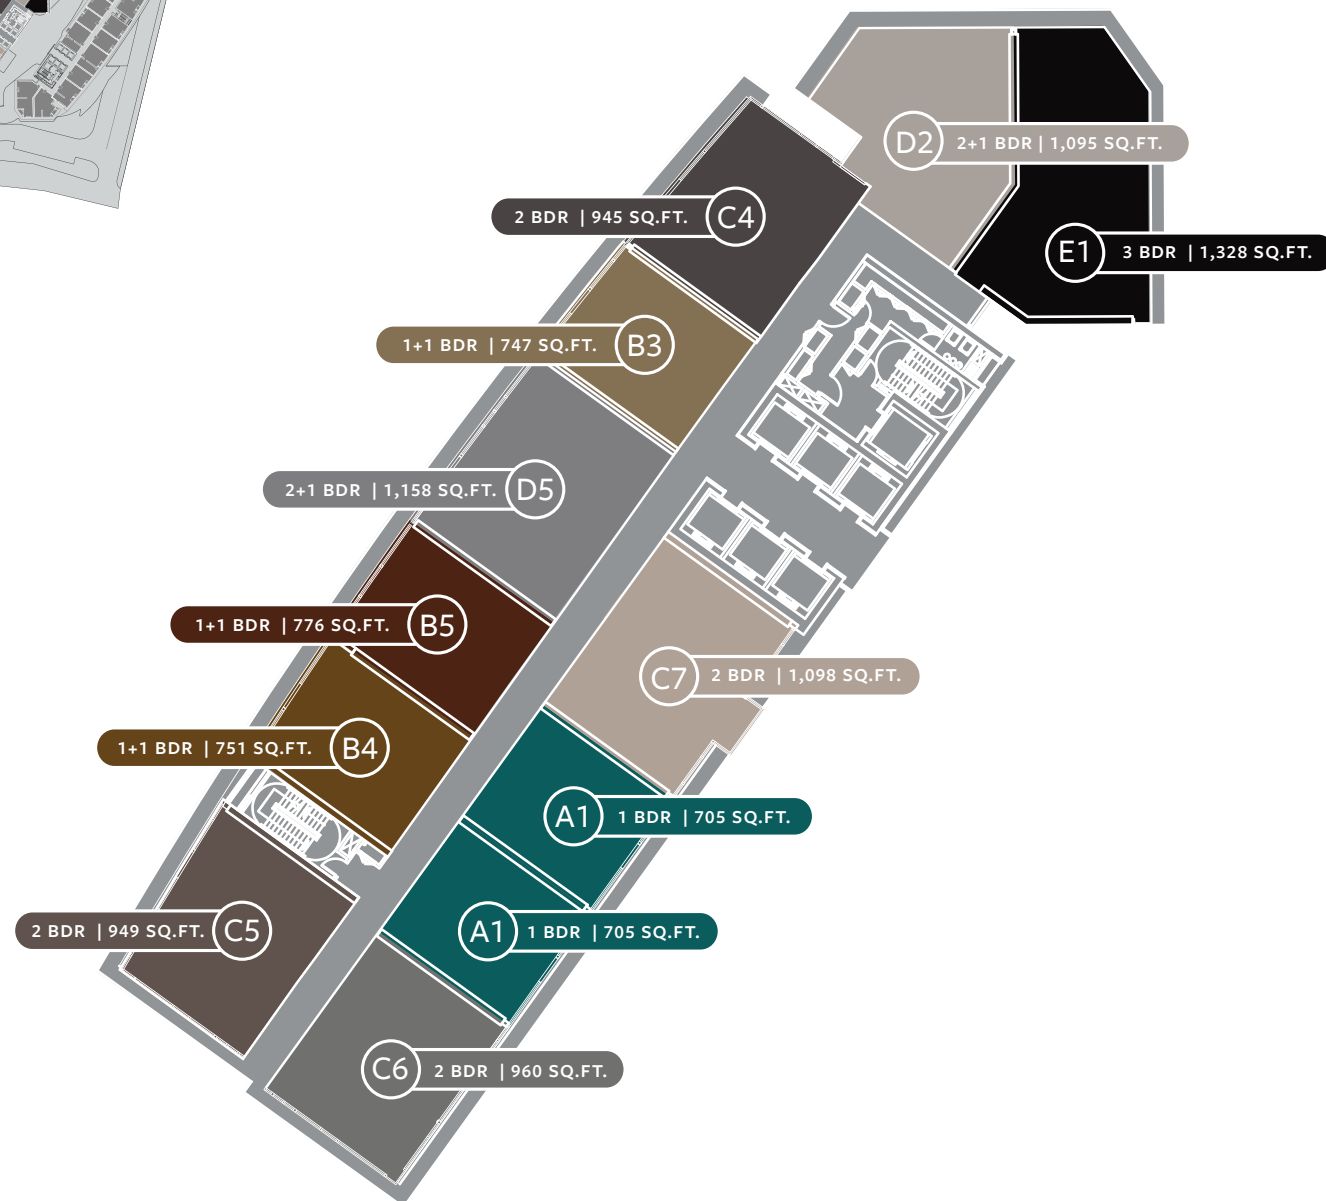 D2 2+1 BDR | 1,095 SQ.FT.
2 BDR | 945 SQ.FT. C4
E1 3 BDR | 1,328 SQ.FT.
1+1 BDR | 747 SQ.FT. B3
2+1 BDR | 1,158 SQ.FT. D5
1+1 BDR | 776 SQ.FT. B5
C7 2 BDR | 1,098 SQ.FT.
1+1 BDR | 751 SQ.FT. B4
A1 1 BDR | 705 SQ.FT.
2 BDR | 949 SQ.FT. C5
A1 1 BDR | 705 SQ.FT.
C6 2 BDR | 960 SQ.FT.